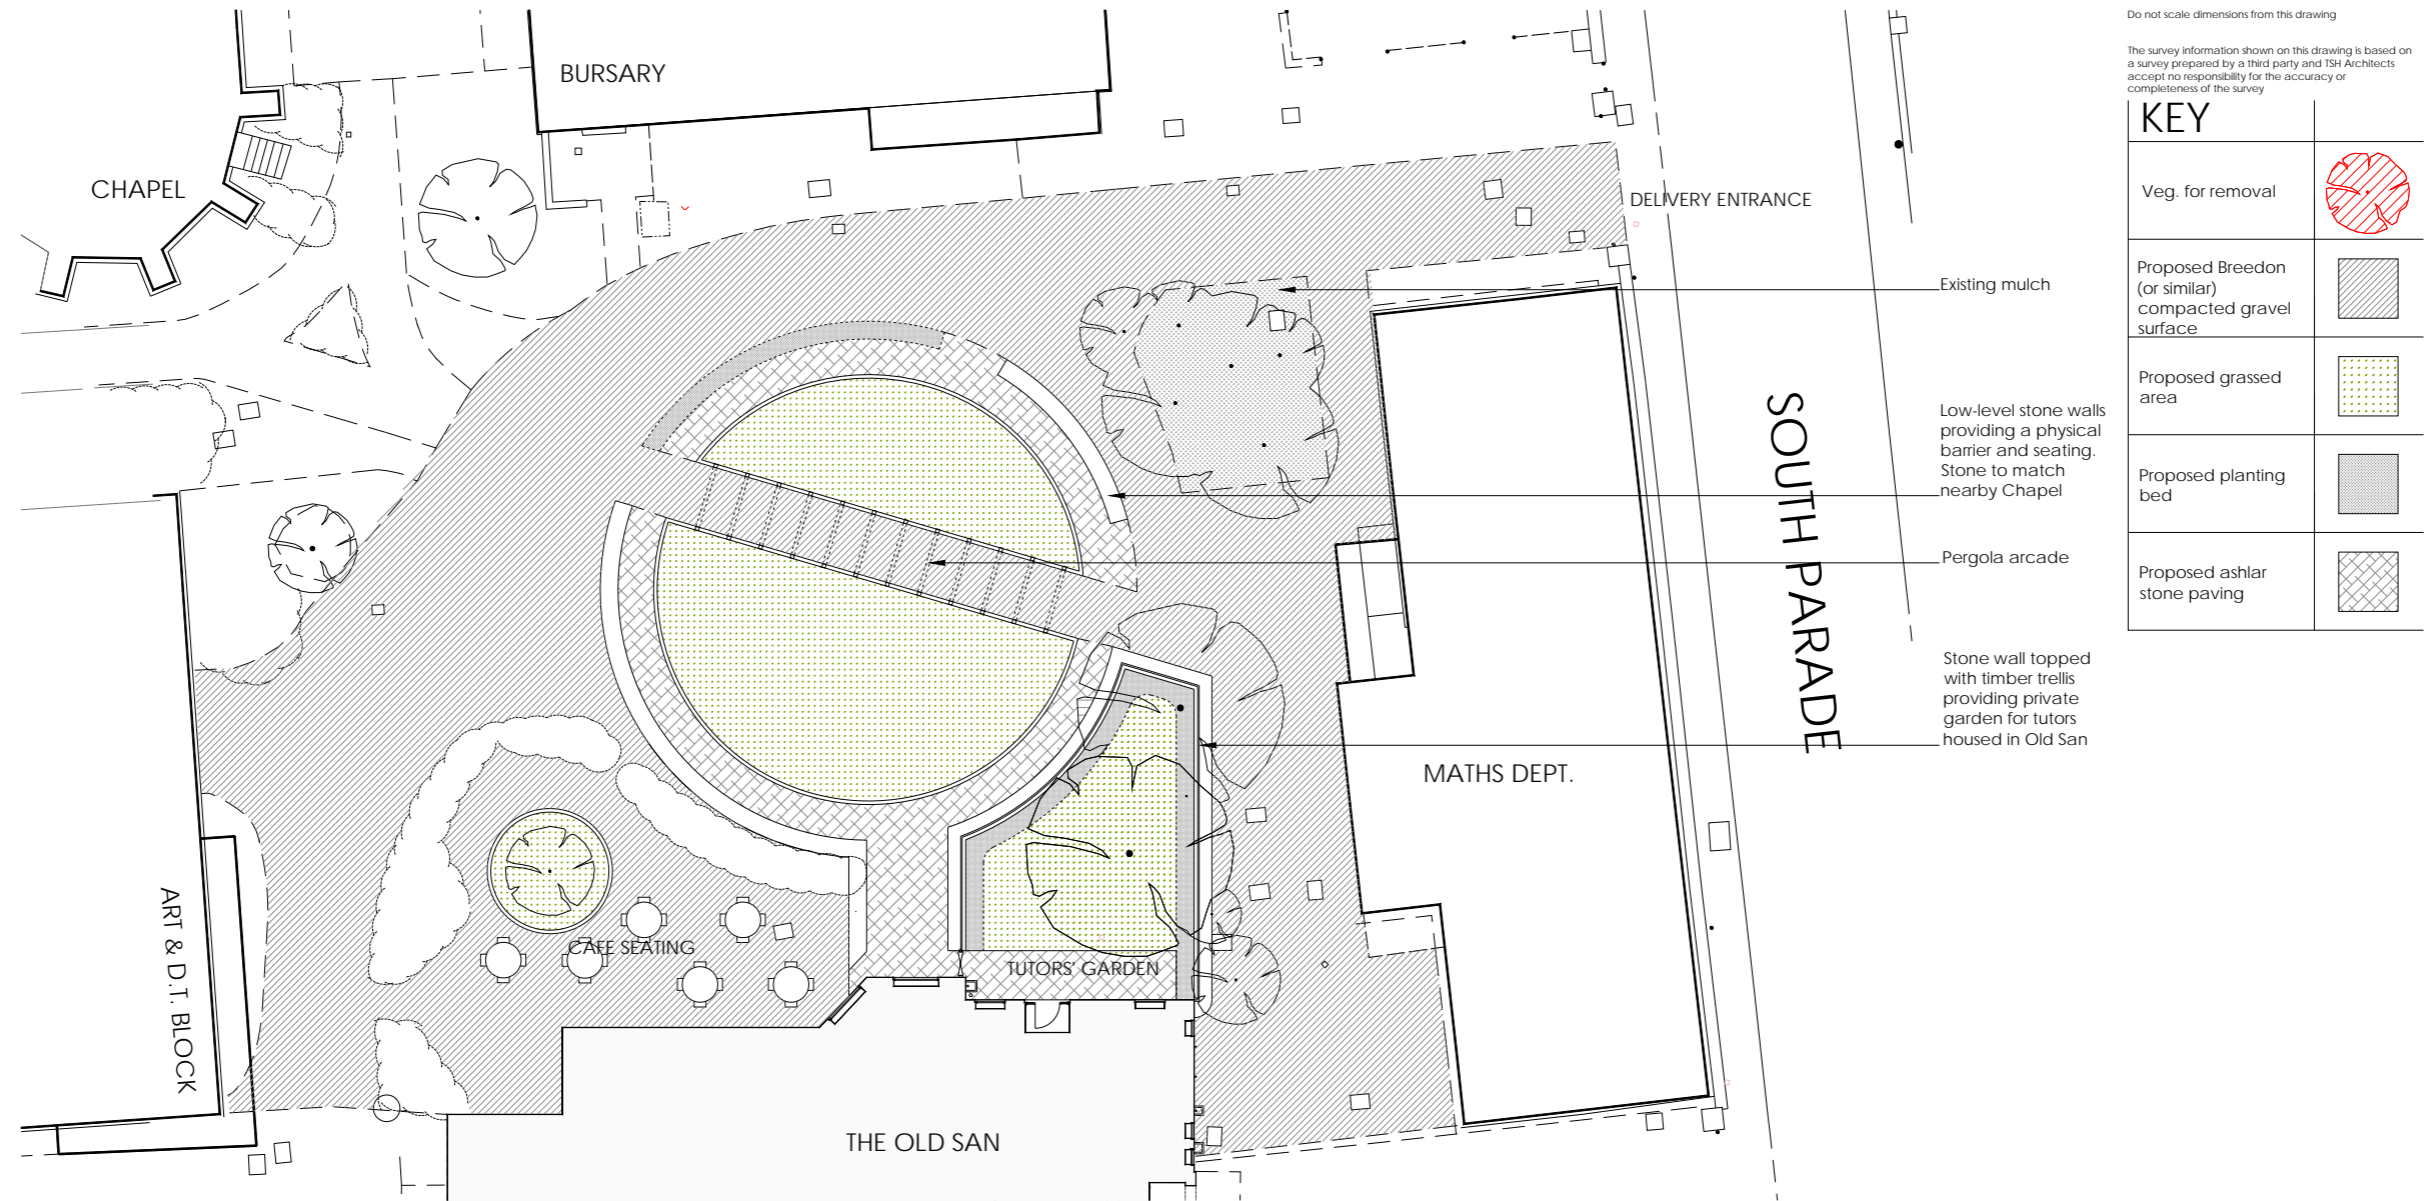 Do not scale dimensions from this drawing
The survey information shown on this drawing is based on
a survey prepared by a third party and TSH Architects
accept no responsibility for the accuracy or
completeness of the survey
KEY
Veg. for removal
Proposed Breedon
(or similar)
compacted gravel
surface
Proposed grassed
area
Proposed planting
bed
Proposed ashlar
stone paving
BURSARY
CHAPEL
DELIVERY ENTRANCE
Existing mulch
Low-level stone walls
providing a physical
barrier and seating.
Stone to match
nearby Chapel
Pergola arcade
SOUTH PARADE
Stone wall topped
with timber trellis
providing private
garden for tutors
housed in Old San
MATHS DEPT.
ART & D.T. BLOCK
CAFE SEATING
TUTORS' GARDEN
THE OLD SAN